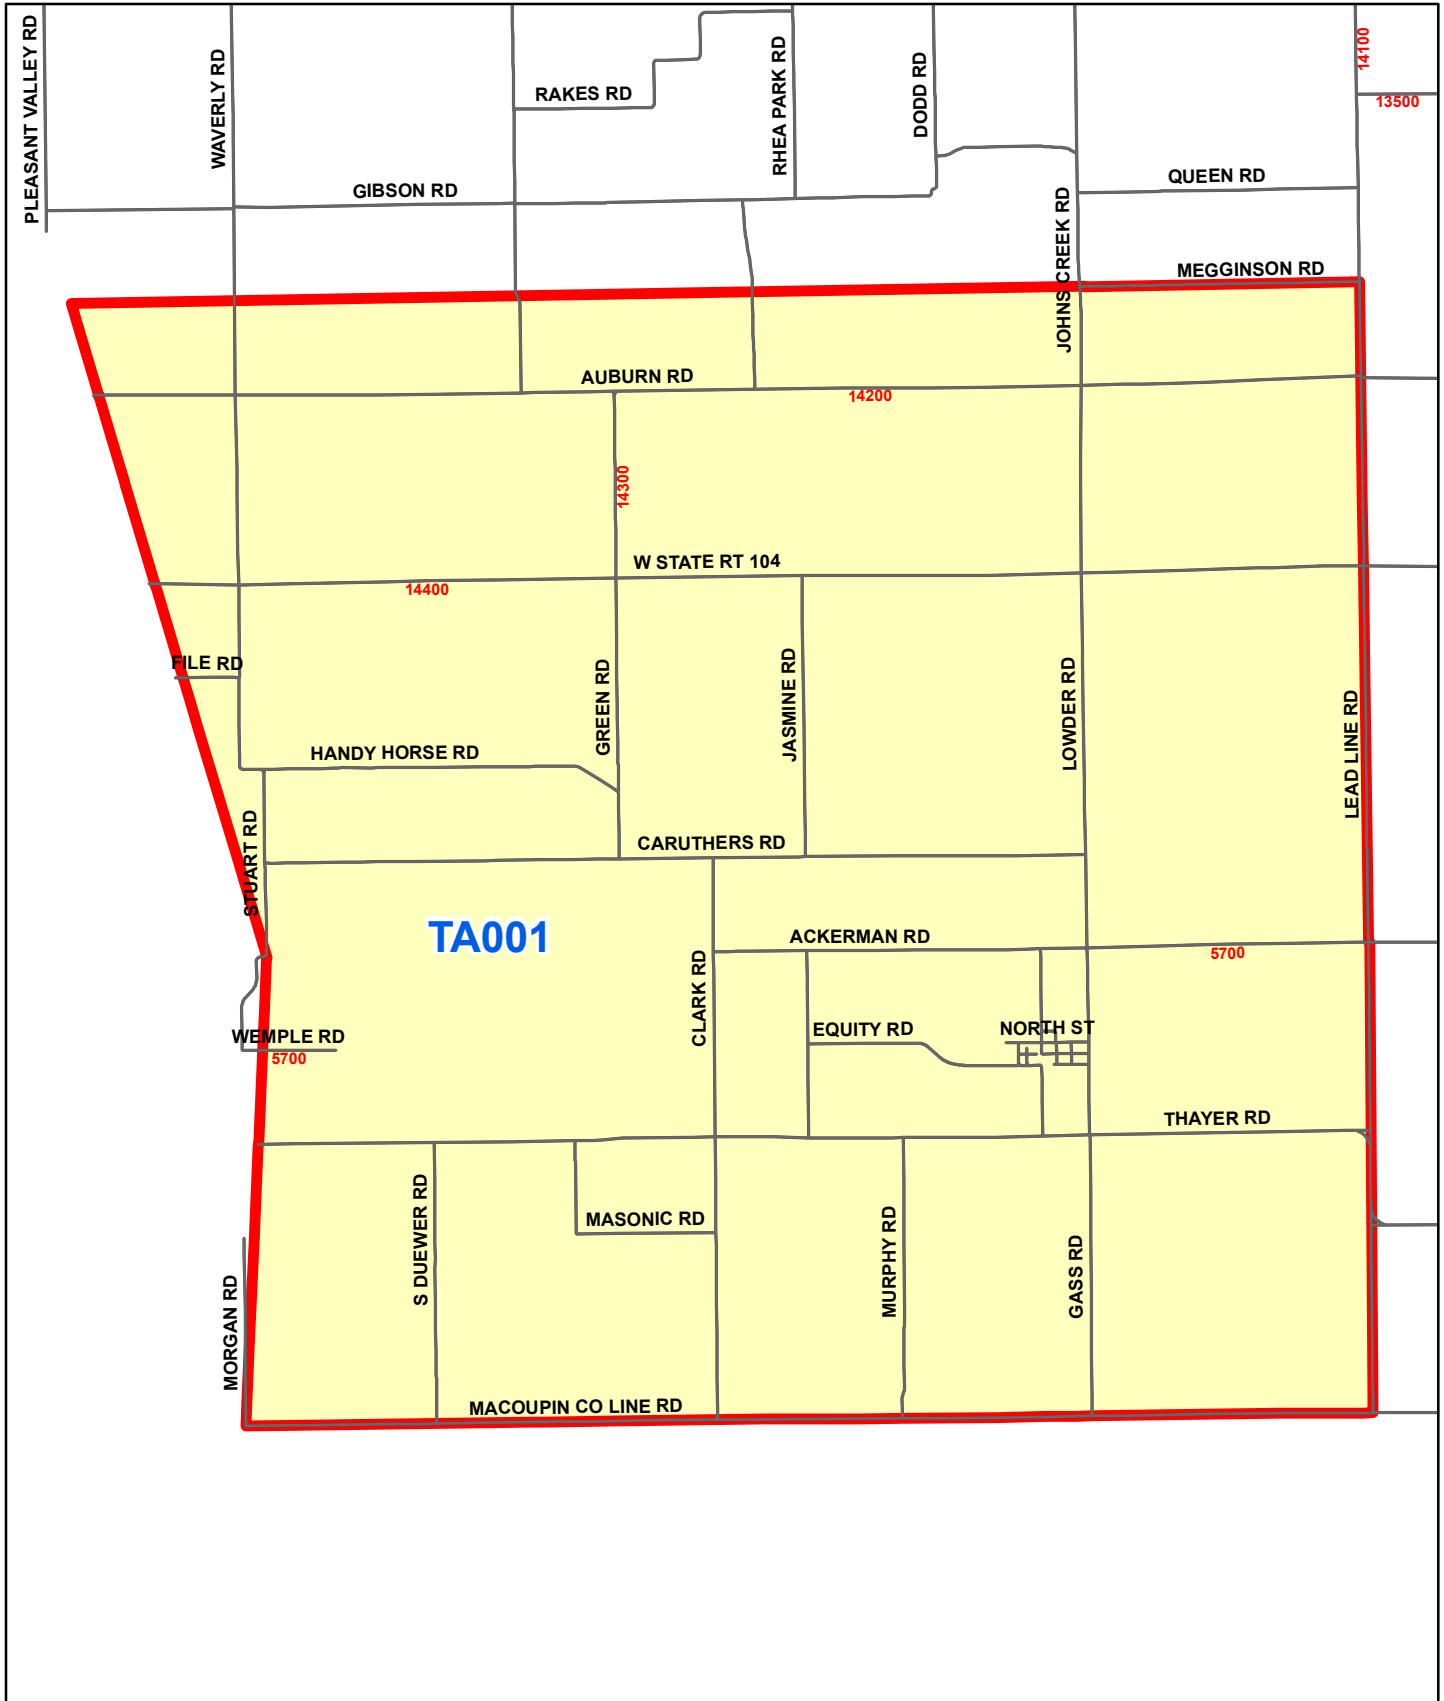 PLEASANT VALLEY RD
WAVERLY RD
RAKES RD
RHEA PARK RD
DODD RD
14100
13500
GIBSON RD
QUEEN RD
JOHNS CREEK RD
MEGGINSON RD
AUBURN RD
14200
14300
W STATE RT 104
14400
FILE RD
GREEN RD
JASMINE RD
LOWDER RD
LEAD LINE RD
HANDY HORSE RD
STUART RD
CARUTHERS RD
TA001
ACKERMAN RD
5700
CLARK RD
WEMPLE RD
5700
EQUITY RD
NORTH ST
THAYER RD
S DUEWER RD
MASONIC RD
MURPHY RD
GASS RD
MORGAN RD
MACOUPIN CO LINE RD